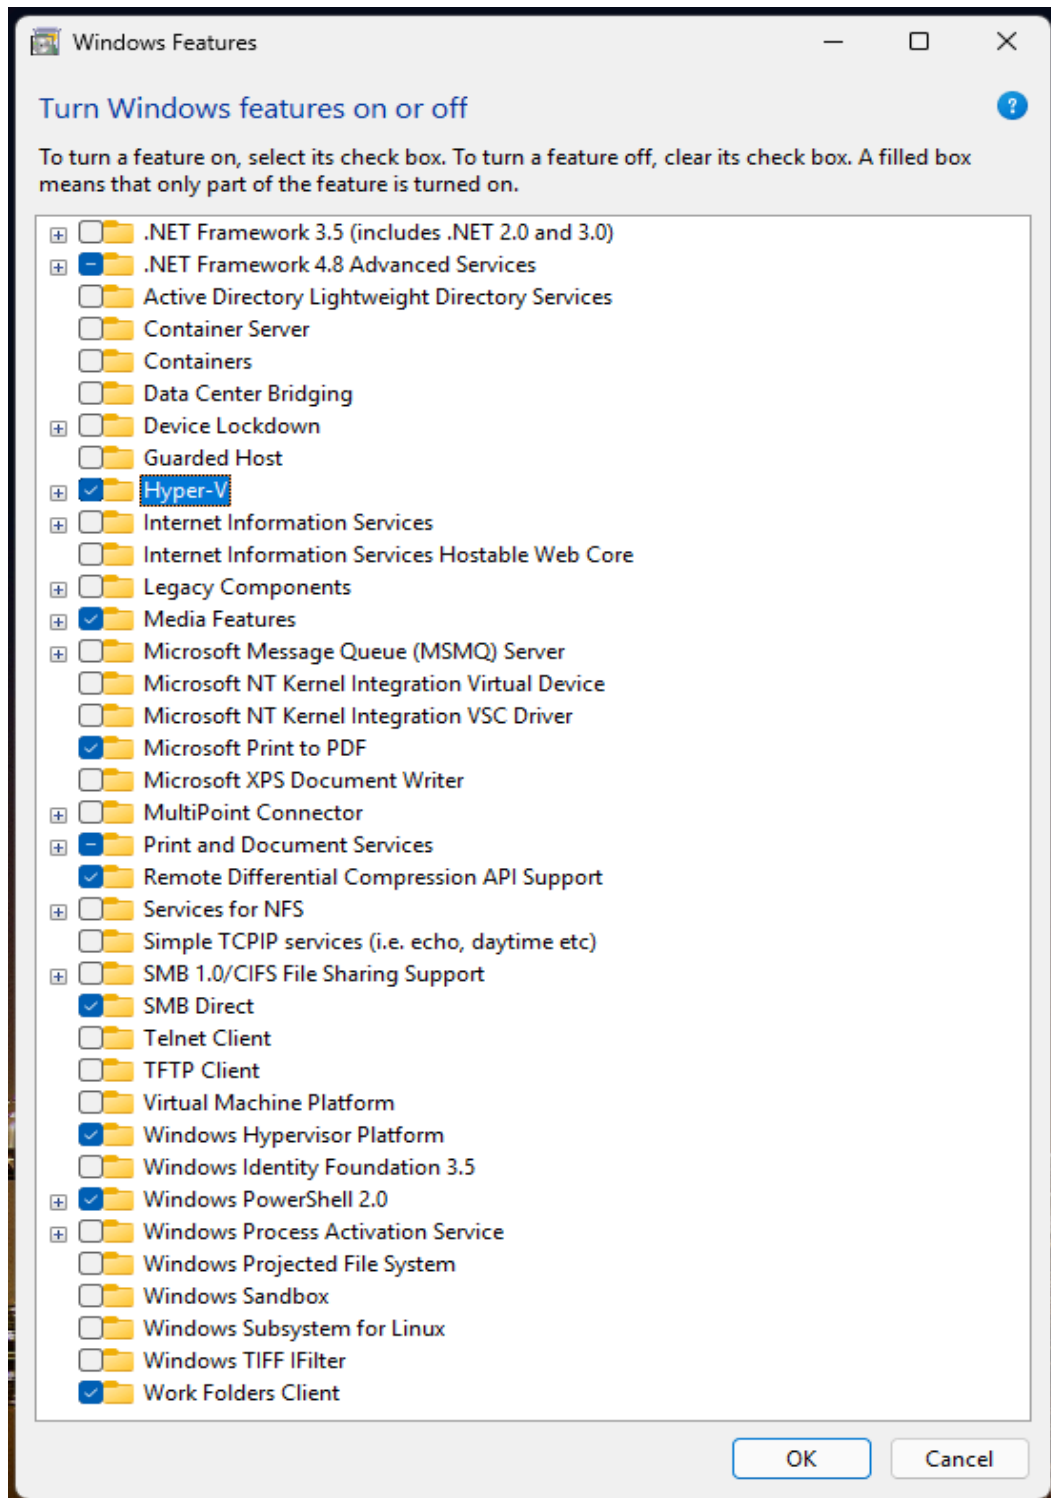 Windows Features
Turn Windows features on or off
To turn a feature on, select its check box. To turn a feature off, clear its check box. A filled box
means that only part of the feature is turned on.
.NET Framework 3.5 (includes .NET 2.0 and 3.0)
.NET Framework 4.8 Advanced Services
Active Directory Lightweight Directory Services
Container Server
Containers
Data Center Bridging
Device Lockdown
Guarded Host
Hyper-V
Internet Information Services
Internet Information Services Hostable Web Core
Legacy Components
Media Features
Microsoft Message Queue (MSMQ) Server
Microsoft NT Kernel Integration Virtual Device
Microsoft NT Kernel Integration VSC Driver
Microsoft Print to PDF
Microsoft XPS Document Writer
MultiPoint Connector
Print and Document Services
Remote Differential Compression API Support
Services for NFS
Simple TCPIP services (i.e. echo, daytime etc)
SMB 1.0/CIFS File Sharing Support
SMB Direct
Telnet Client
TFTP Client
Virtual Machine Platform
Windows Hypervisor Platform
Windows Identity Foundation 3.5
Windows PowerShell 2.0
Windows Process Activation Service
Windows Projected File System
Windows Sandbox
Windows Subsystem for Linux
Windows TIFF IFilter
Work Folders Client
OK
Cancel